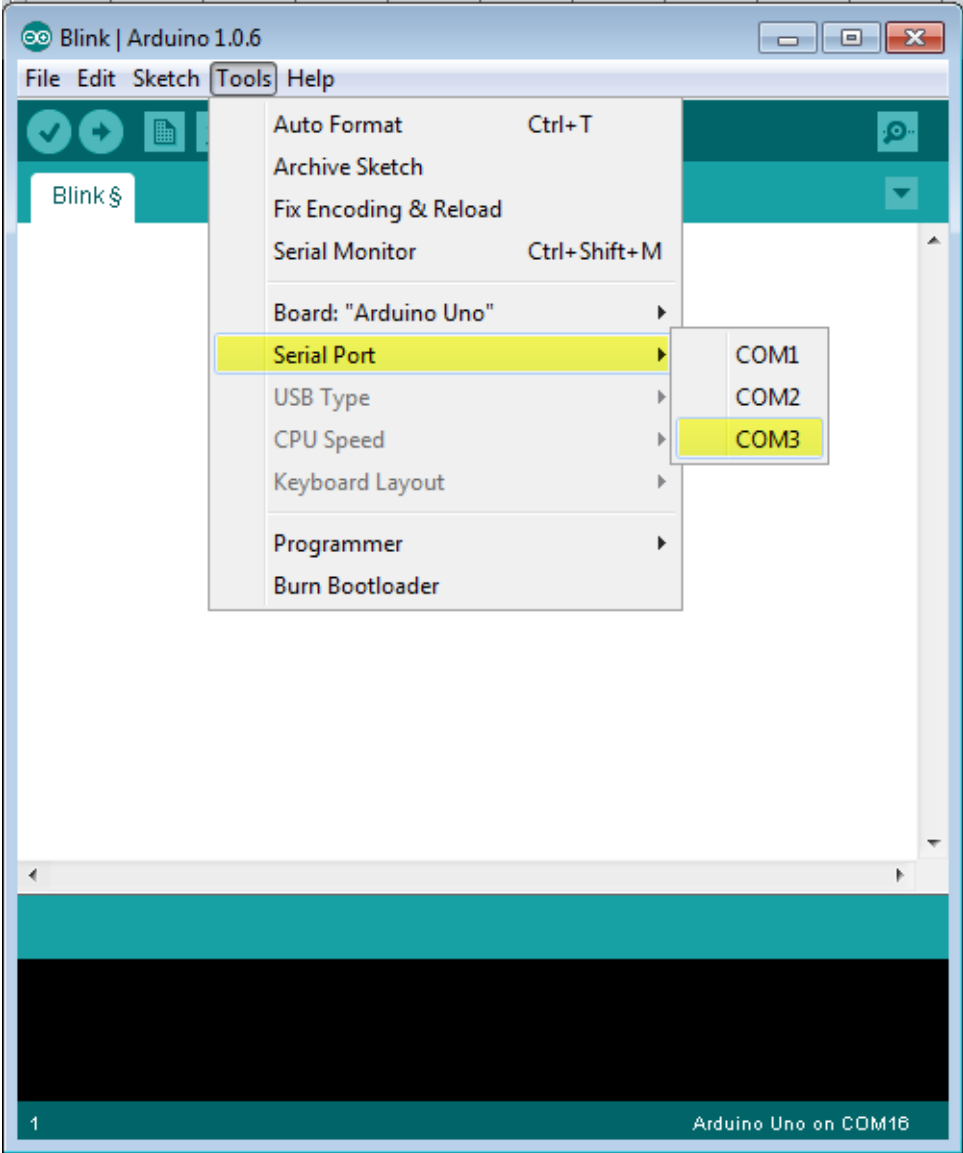 Blink | Arduino 1.0.6
File Edit Sketch Tools Help
Auto Format Ctrl+T
Archive Sketch
Blink §
Fix Encoding & Reload
Serial Monitor Ctrl+Shift+M
Board: "Arduino Uno"
Serial Port
COM1
USB Type
COM2
CPU Speed
COM3
Keyboard Layout
Programmer
Burn Bootloader
1 Arduino Uno on COM16